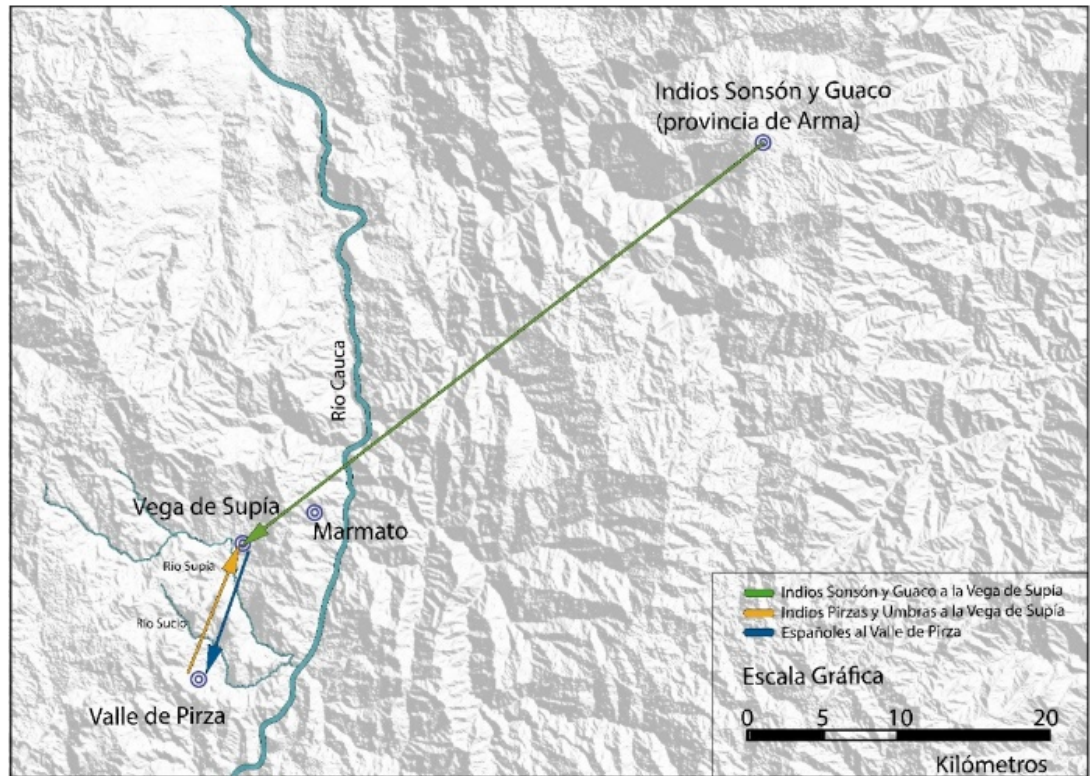 Indios Sonsón y Guaco
(provincia de Arma)
Río Cauca
Vega de Supía
Marmato
Río Supía
Río Sucio
Valle de Pirza
Indios Sonsón y Guaco a la Vega de Supía
Indios Pirzas y Umbras a la Vega de Supía
Españoles al Valle de Pirza
Escala Gráfica
0 5 10 20
Kilómetros